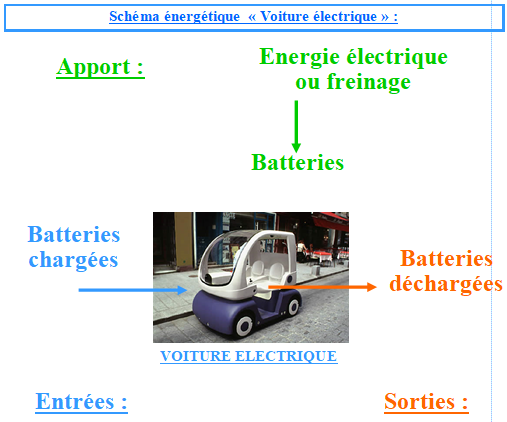 Schéma énergétique « Voiture électrique » :
Apport :
Energie électrique
ou freinage
Batteries
Batteries
chargées
Batteries
déchargées
VOITURE ELECTRIQUE
Entrées :
Sorties :